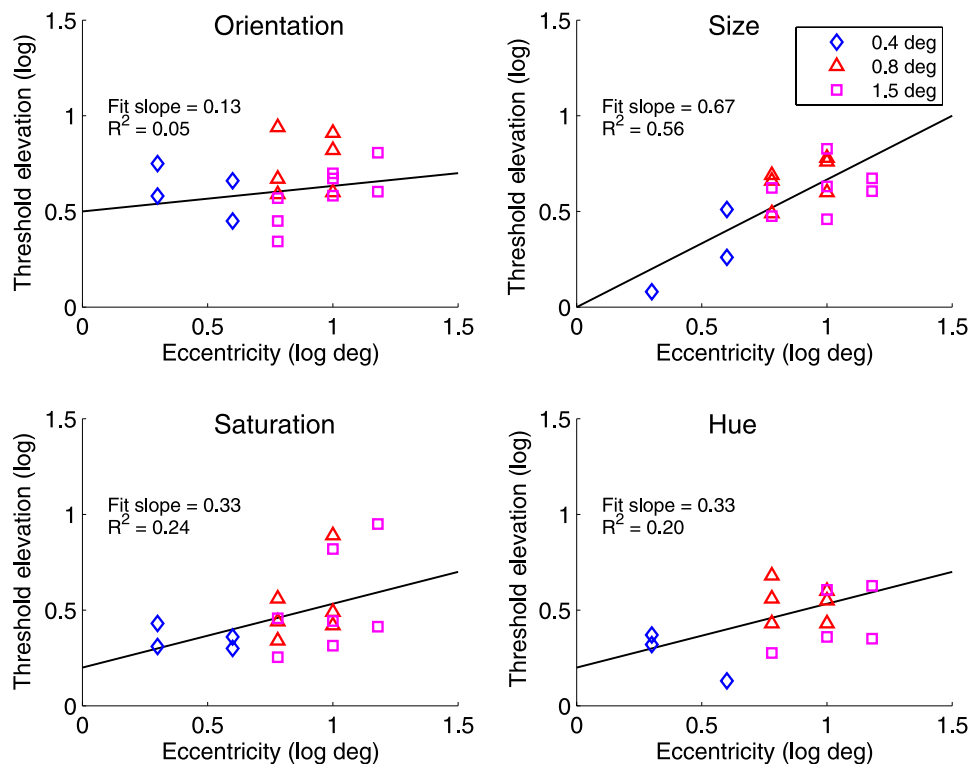 Orientation
1.5
1
0.5
0
Threshold elevation (log)
Fit slope = 0.13
R² = 0.05
0
0.5
1
1.5
Eccentricity (log deg)
Size
0.4 deg
0.8 deg
1.5 deg
1.5
1
0.5
0
Threshold elevation (log)
Fit slope = 0.67
R² = 0.56
0
0.5
1
1.5
Eccentricity (log deg)
Saturation
1.5
1
0.5
0
Threshold elevation (log)
Fit slope = 0.33
R² = 0.24
0
0.5
1
1.5
Eccentricity (log deg)
Hue
1.5
1
0.5
0
Threshold elevation (log)
Fit slope = 0.33
R² = 0.20
0
0.5
1
1.5
Eccentricity (log deg)